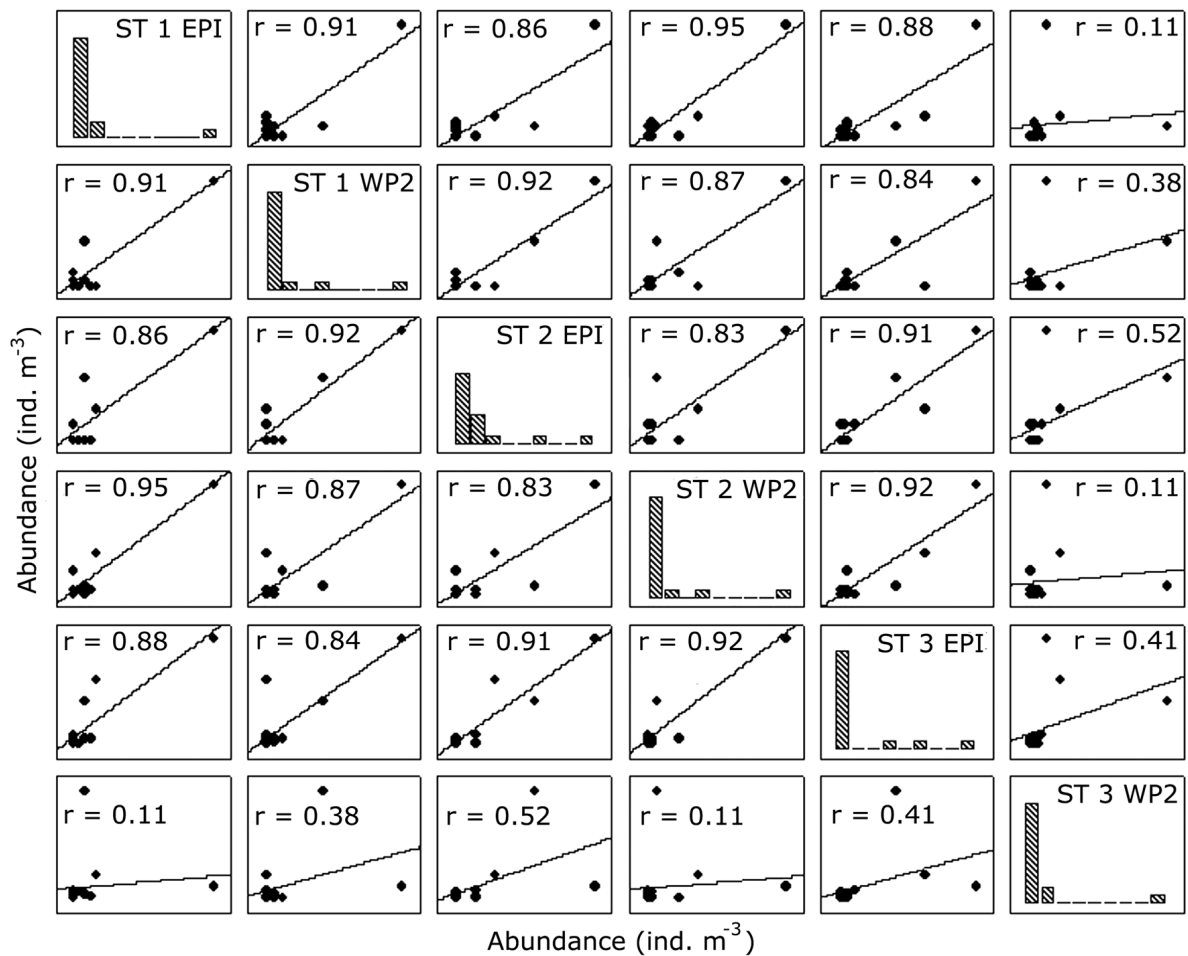 ST 1 EPI
r = 0.91
r = 0.86
r = 0.95
r = 0.88
r = 0.11
r = 0.91
ST 1 WP2
r = 0.92
r = 0.87
r = 0.84
r = 0.38
r = 0.86
r = 0.92
ST 2 EPI
r = 0.83
r = 0.91
r = 0.52
r = 0.95
r = 0.87
r = 0.83
ST 2 WP2
r = 0.92
r = 0.11
r = 0.88
r = 0.84
r = 0.91
r = 0.92
ST 3 EPI
r = 0.41
r = 0.11
r = 0.38
r = 0.52
r = 0.11
r = 0.41
ST 3 WP2
Abundance (ind. m⁻³)
Abundance (ind. m⁻³)